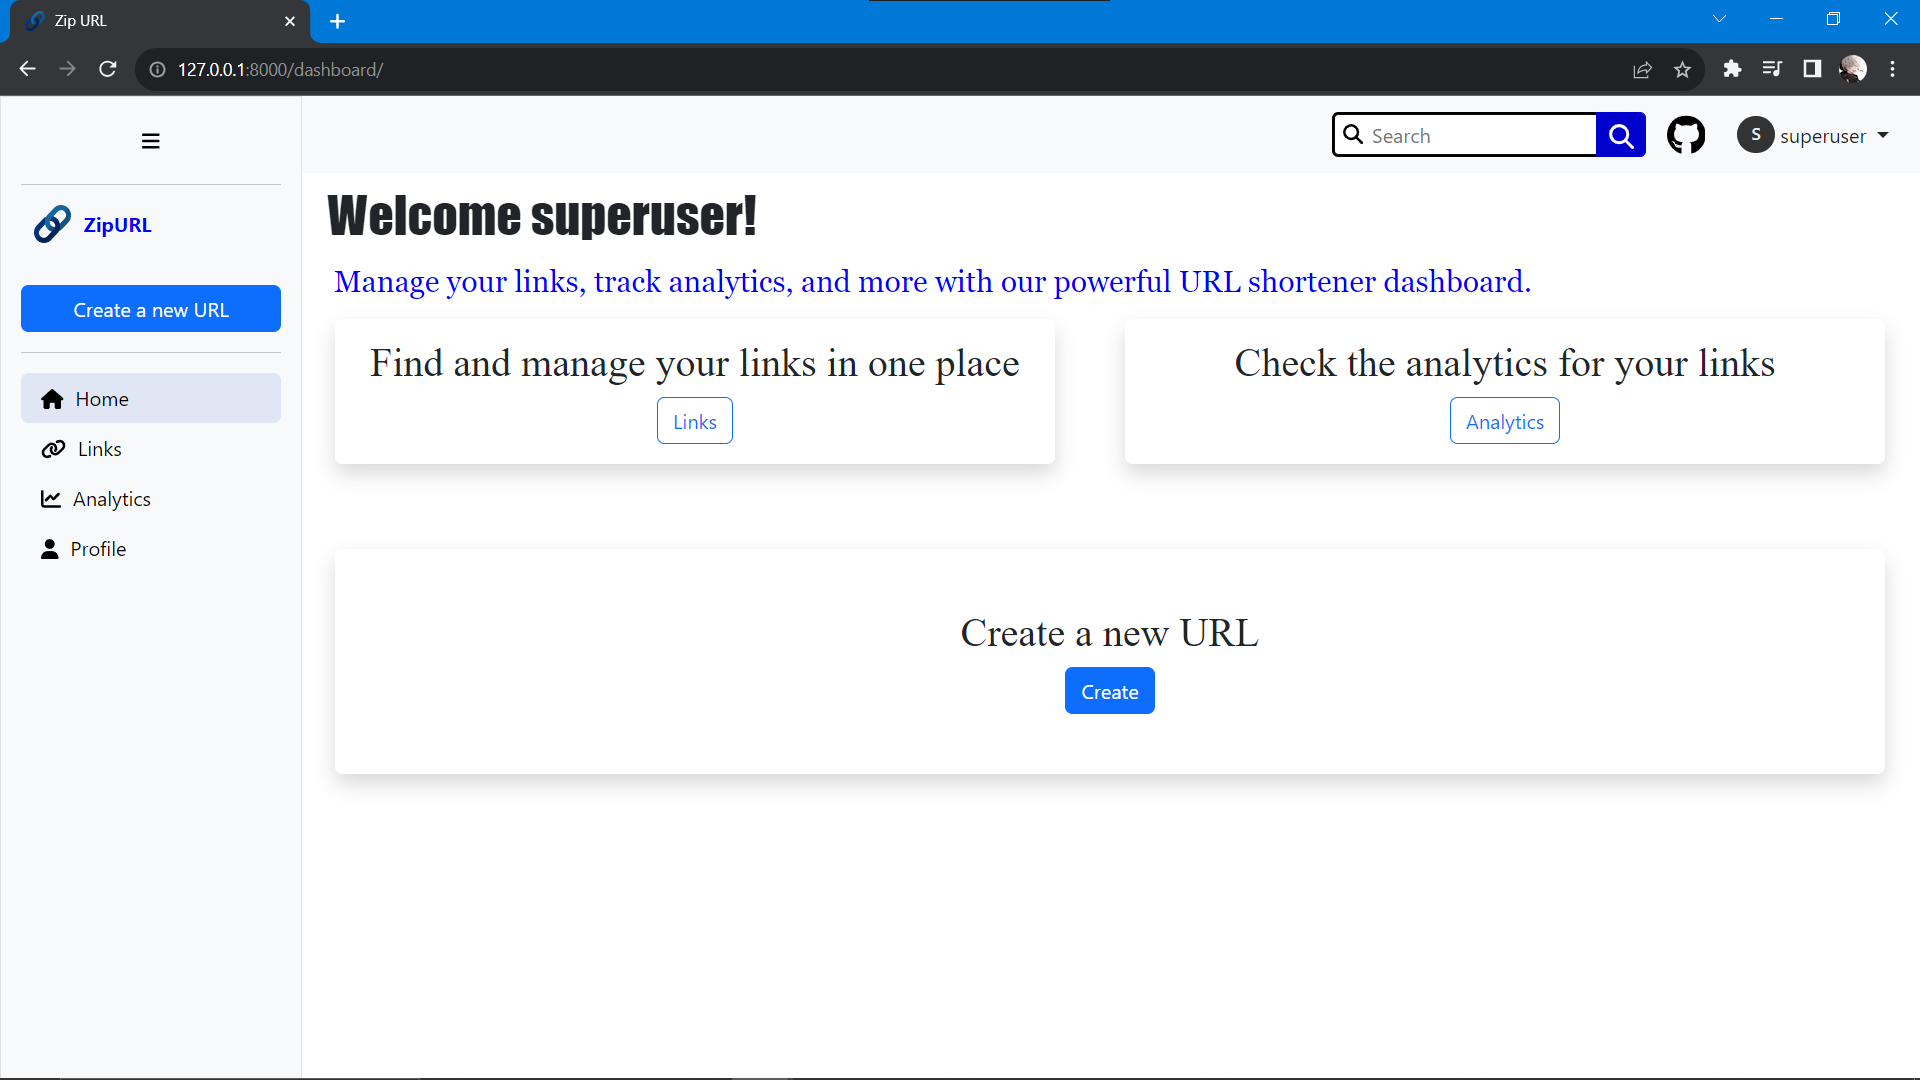 Zip URL
127.0.0.1:8000/dashboard/
Search
S superuser
ZipURL
Create a new URL
Home
Links
Analytics
Profile
Welcome superuser!
Manage your links, track analytics, and more with our powerful URL shortener dashboard.
Find and manage your links in one place
Links
Check the analytics for your links
Analytics
Create a new URL
Create